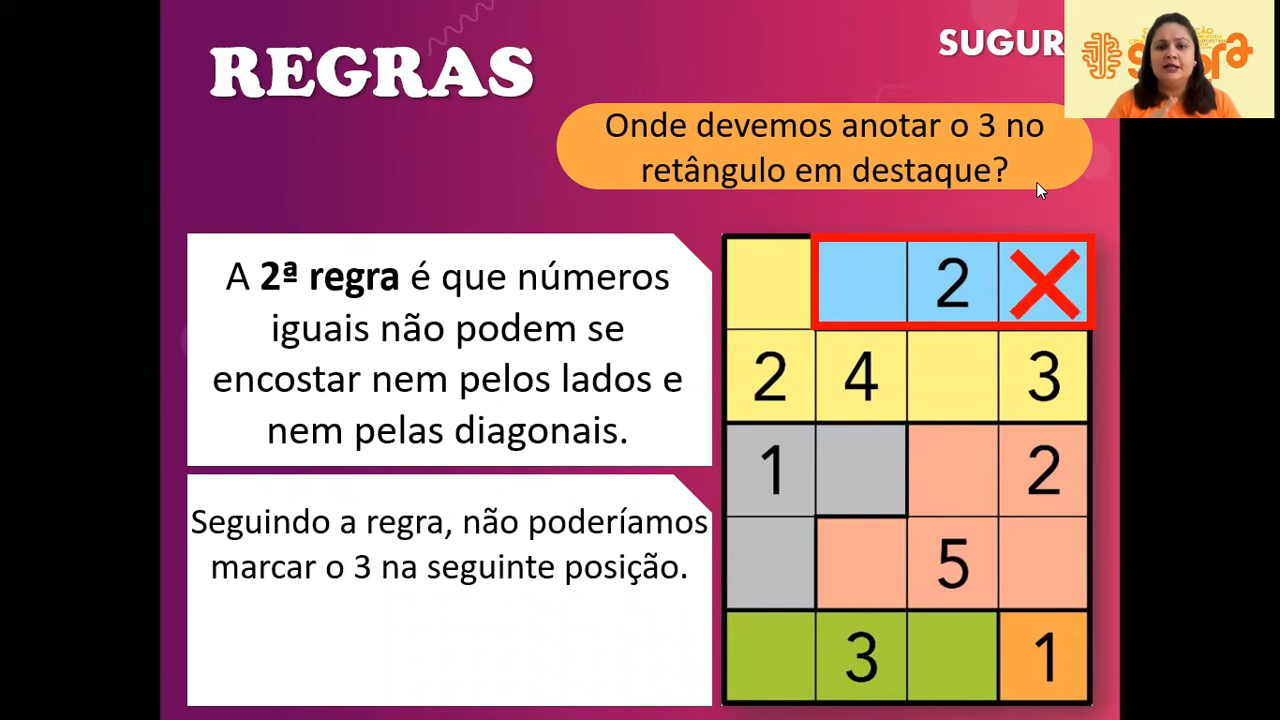 REGRAS
SUGUR
Onde devemos anotar o 3 no
retângulo em destaque?
A 2ª regra é que números
iguais não podem se
encostar nem pelos lados e
nem pelas diagonais.
Seguindo a regra, não poderíamos
marcar o 3 na seguinte posição.
2
2 4 3
1 2
5
3 1